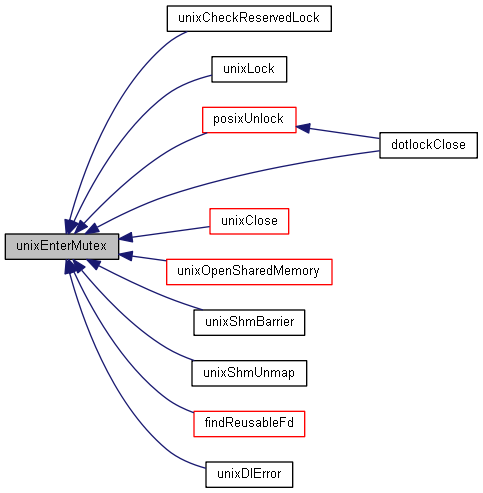 unixCheckReservedLock
unixLock
posixUnlock
dotlockClose
unixClose
unixEnterMutex
unixOpenSharedMemory
unixShmBarrier
unixShmUnmap
findReusableFd
unixDlError